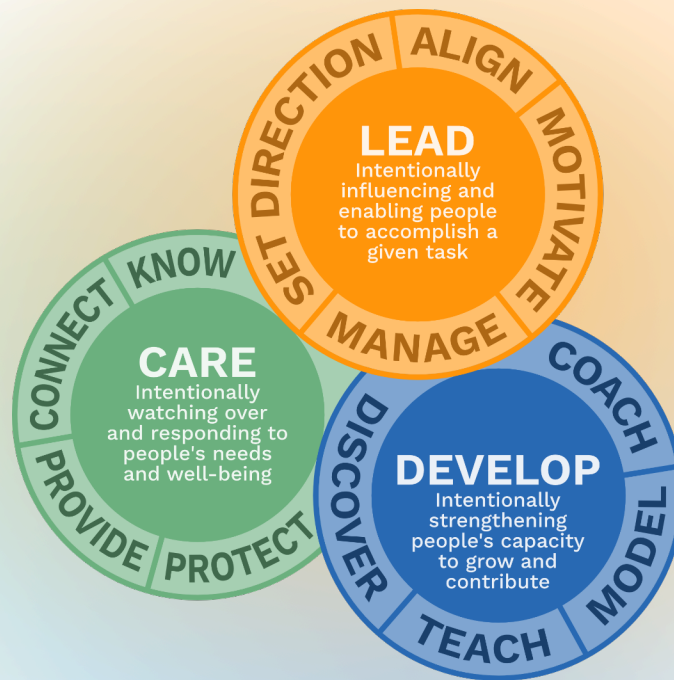 SET DIRECTION
ALIGN
MOTIVATE
MANAGE
LEAD
Intentionally
influencing and
enabling people
to accomplish a
given task
KNOW
CONNECT
PROVIDE
PROTECT
CARE
Intentionally
watching over
and responding to
people's needs
and well-being
DISCOVER
COACH
MODEL
TEACH
DEVELOP
Intentionally
strengthening
people's capacity
to grow and
contribute